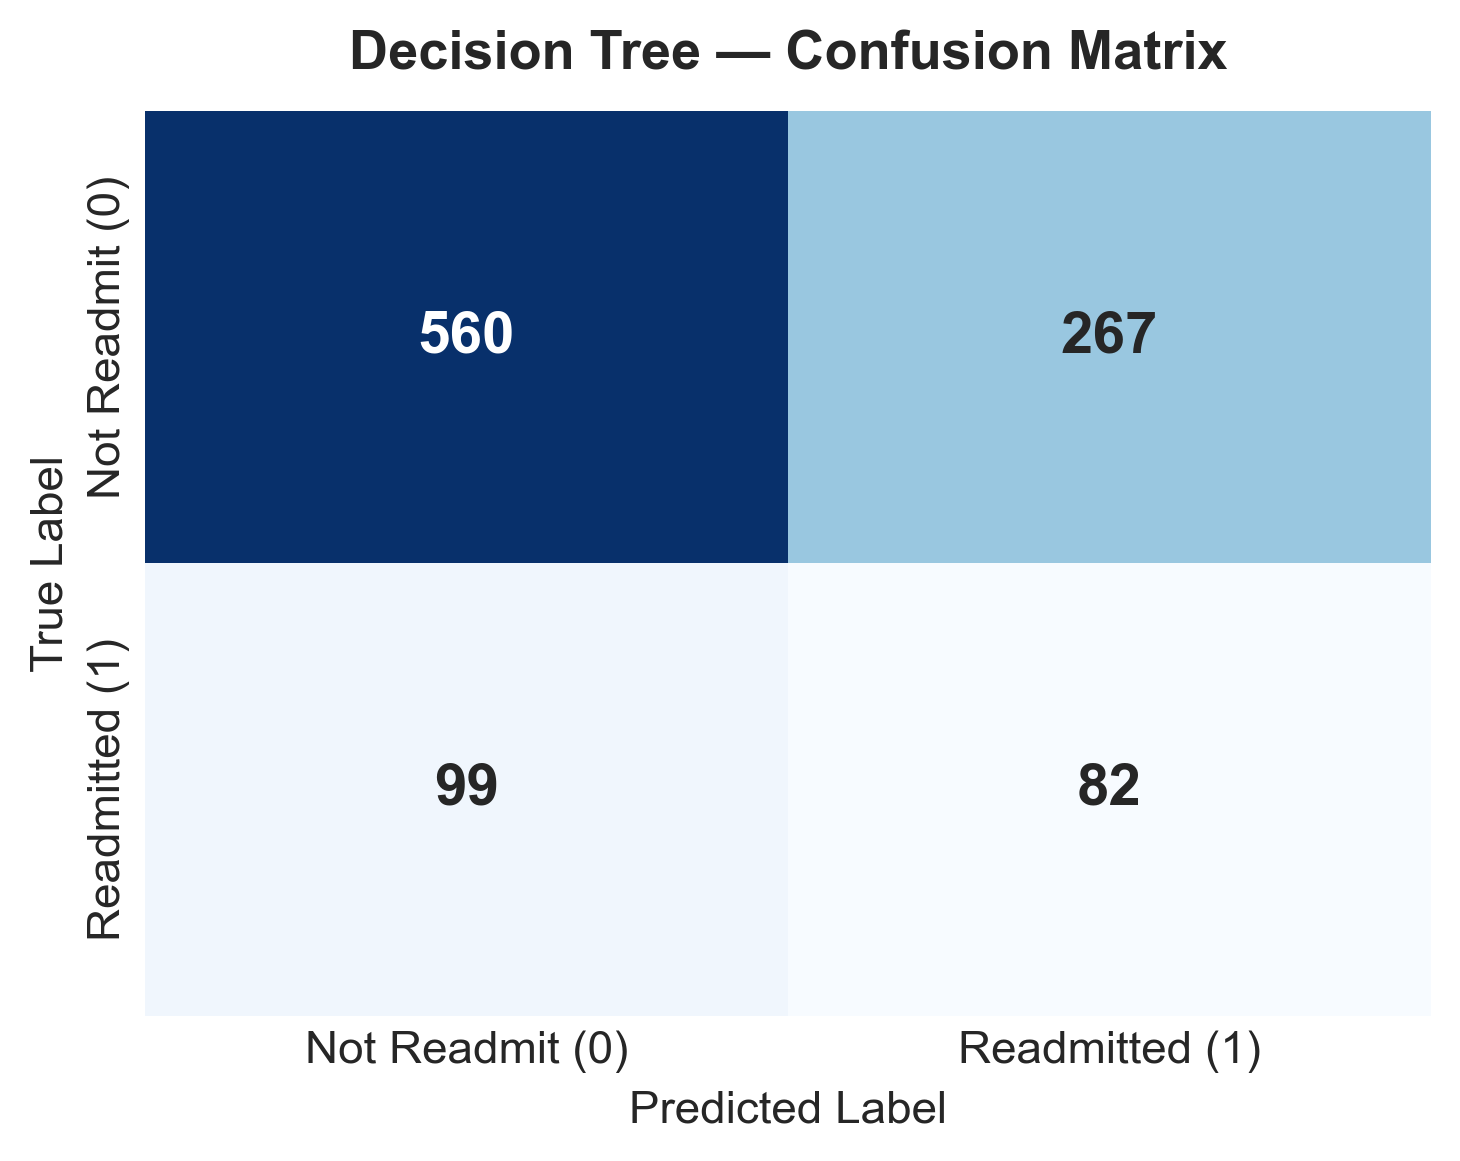 Decision Tree — Confusion Matrix
True Label
Not Readmit (0)
560
267
Readmitted (1)
99
82
Not Readmit (0)
Readmitted (1)
Predicted Label